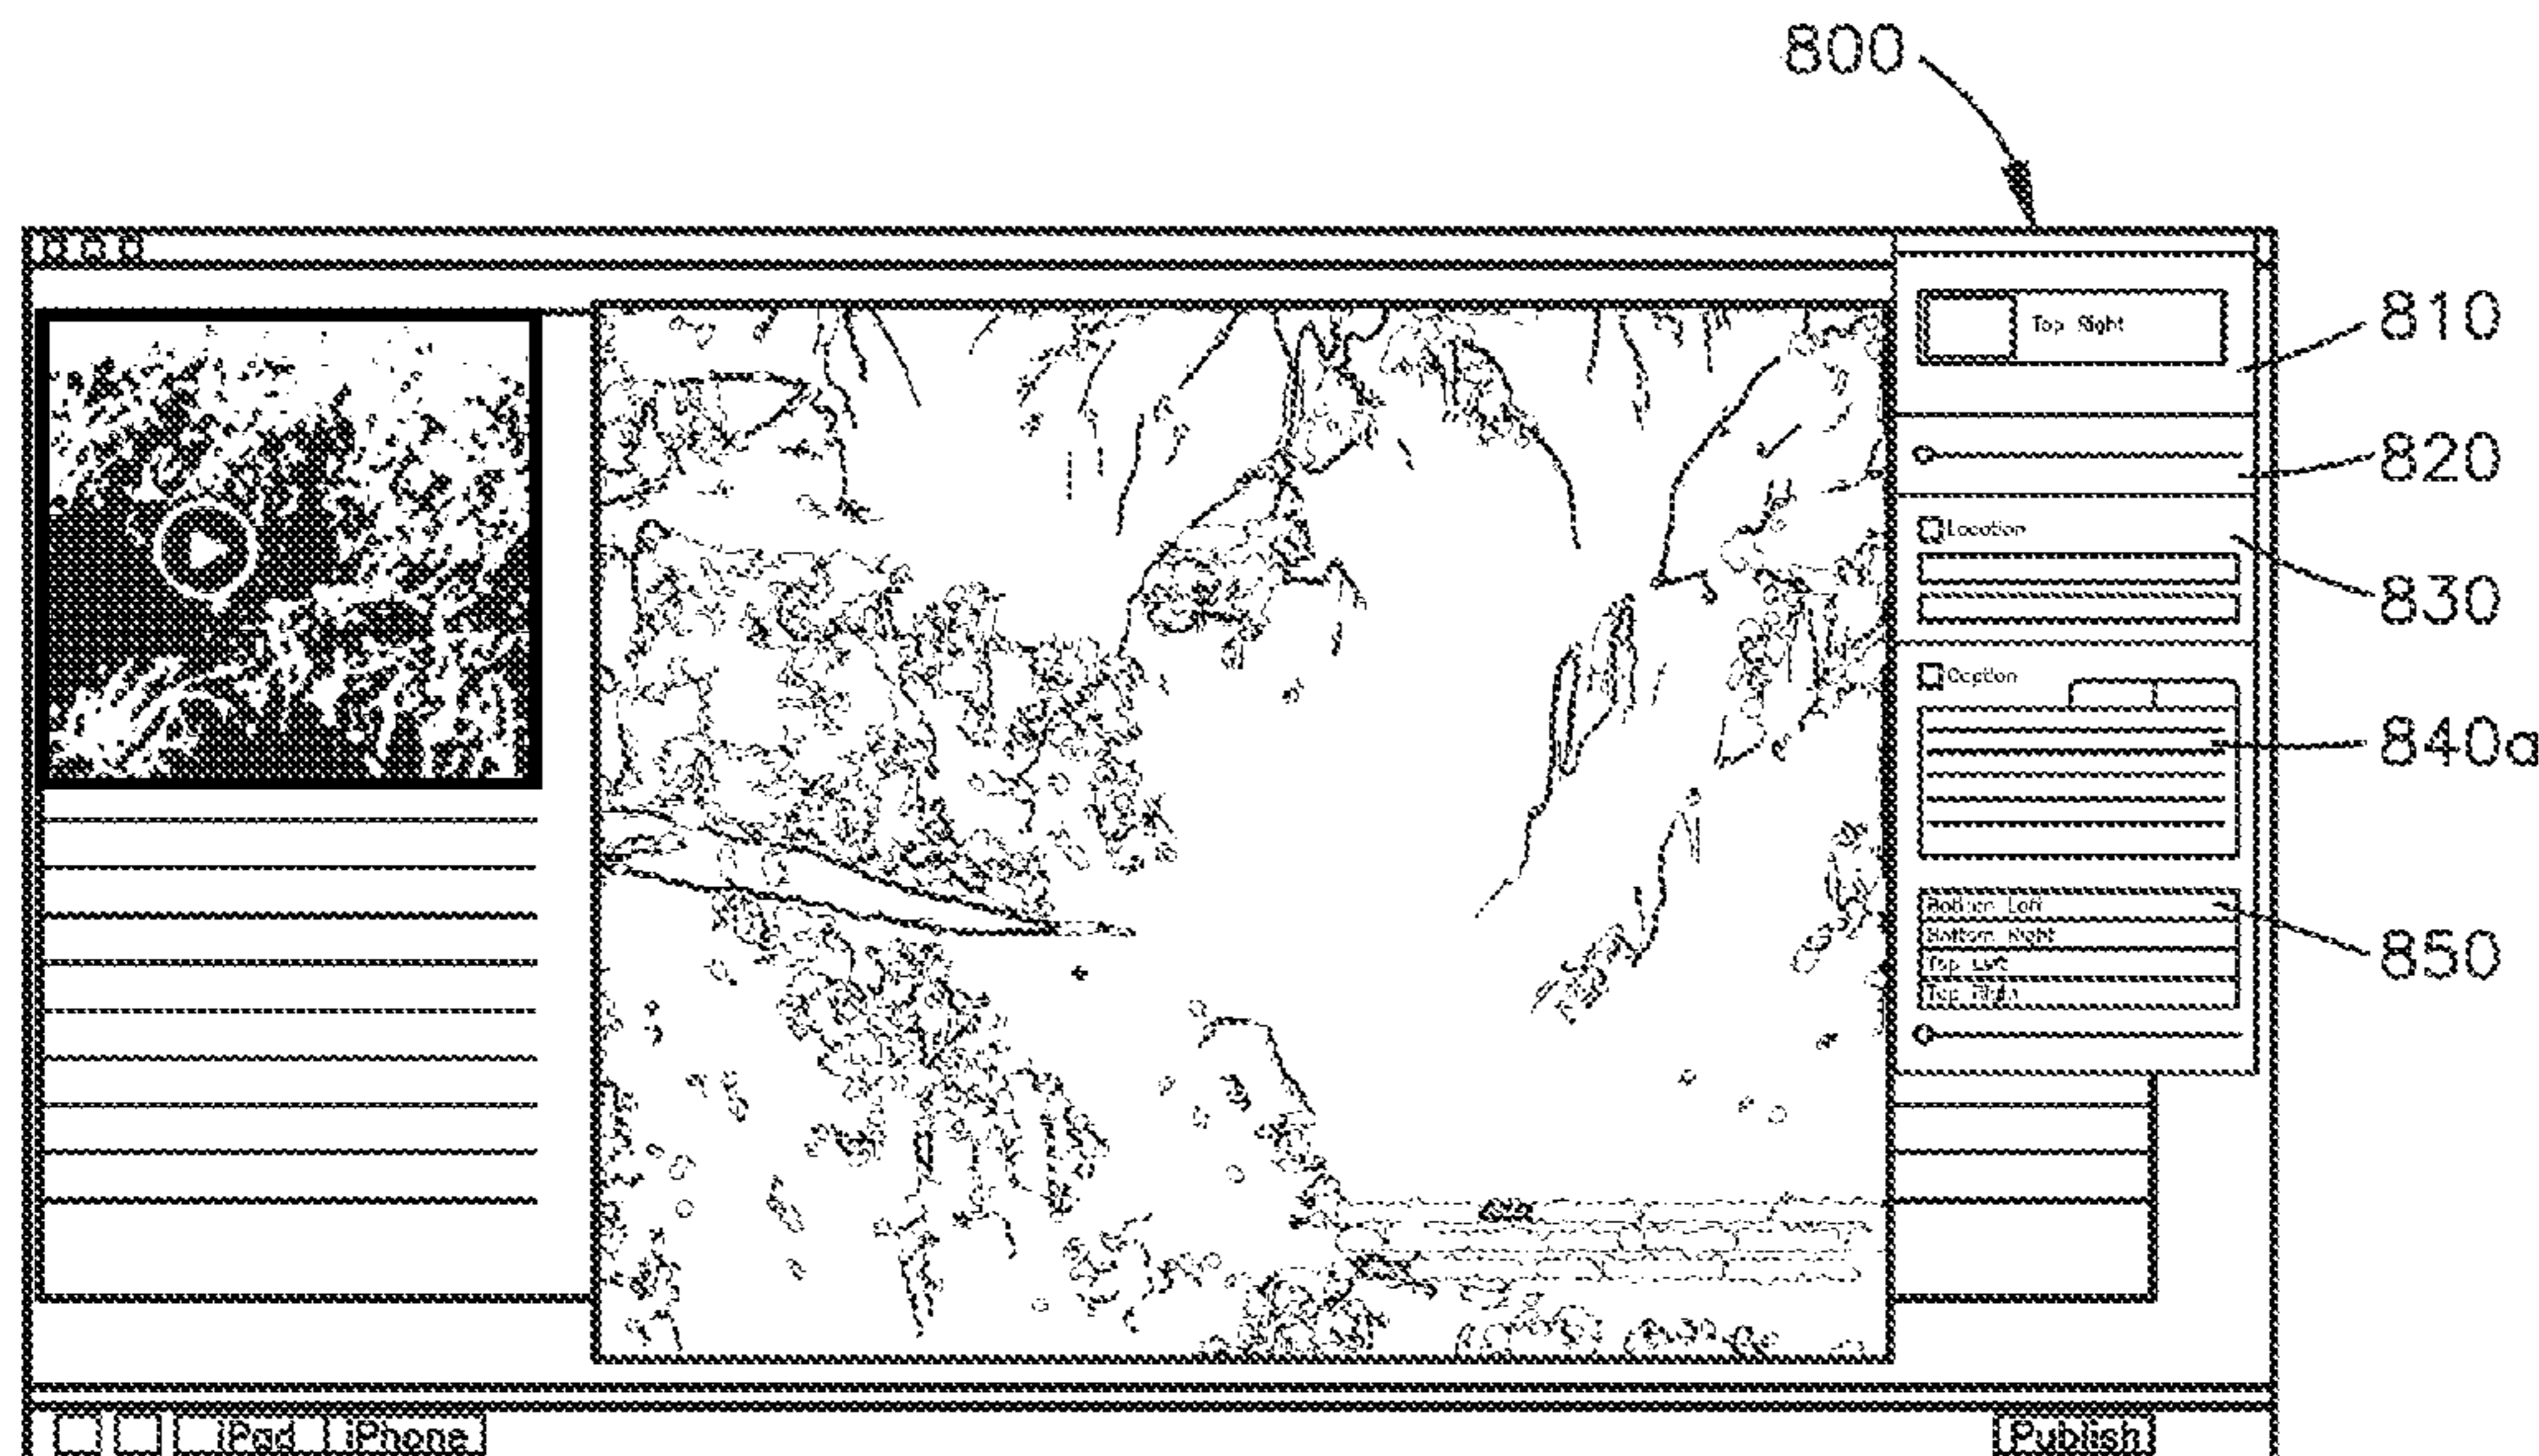 800
Top Right
810
820
Location
830
Caption
840a
Bottom Left
Bottom Right
Top Left
Top Right
850
iPad iPhone
Publish